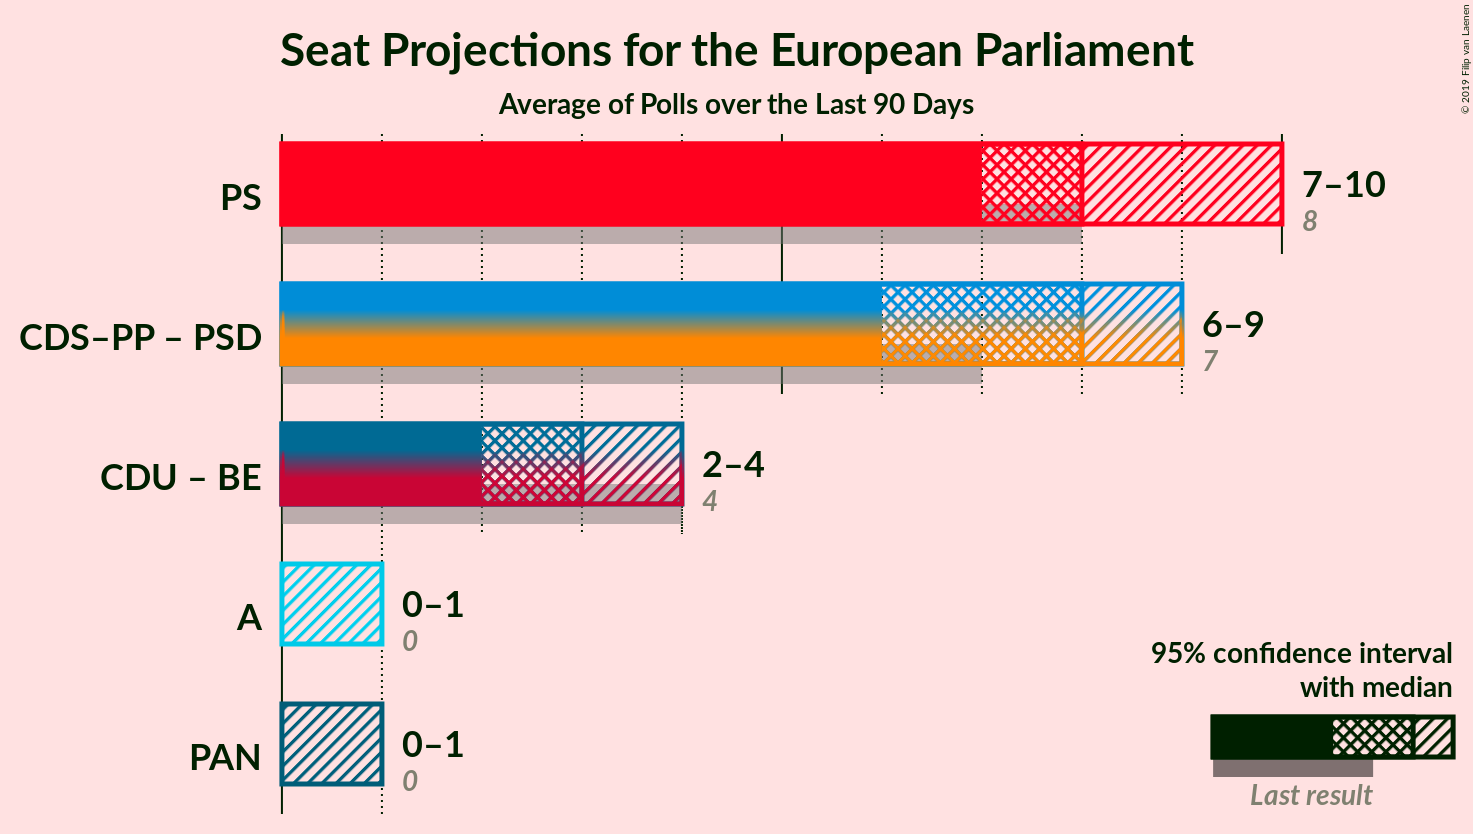 Seat Projections for the European Parliament
Average of Polls over the Last 90 Days
© 2019 Filip van Laenen
PS
7–10
8
CDS–PP – PSD
6–9
7
CDU – BE
2–4
4
A
0–1
0
PAN
0–1
0
95% confidence interval
with median
Last result